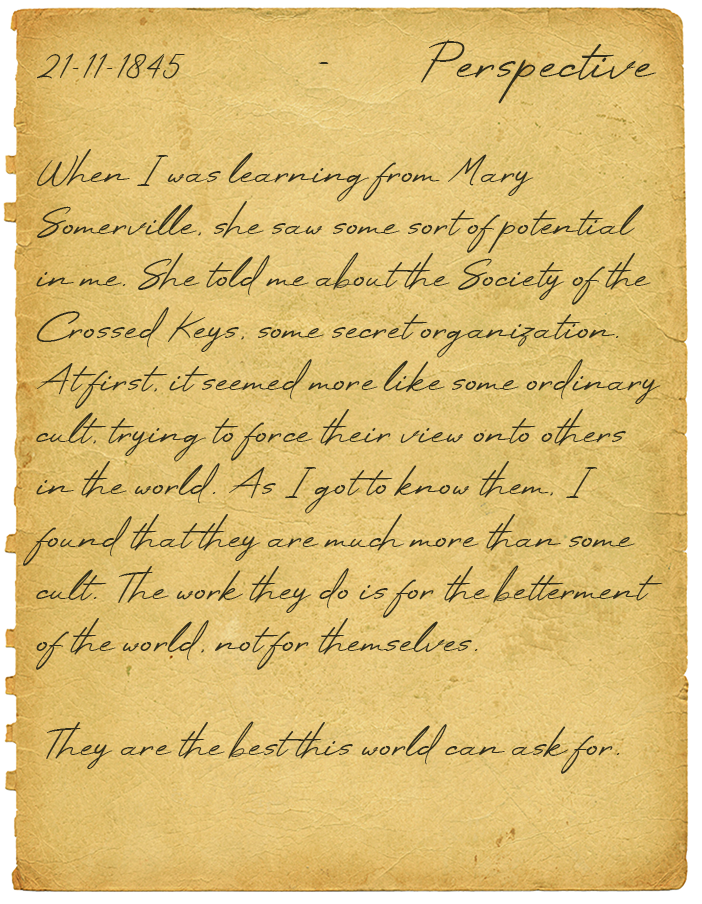 21-11-1845 - Perspective
When I was learning from Mary
Somerville, she saw some sort of potential
in me. She told me about the Society of the
Crossed Keys, some secret organization.
At first, it seemed more like some ordinary
cult, trying to force their view onto others
in the world. As I got to know them, I
found that they are much more than some
cult. The work they do is for the betterment
of the world, not for themselves.
They are the best this world can ask for.